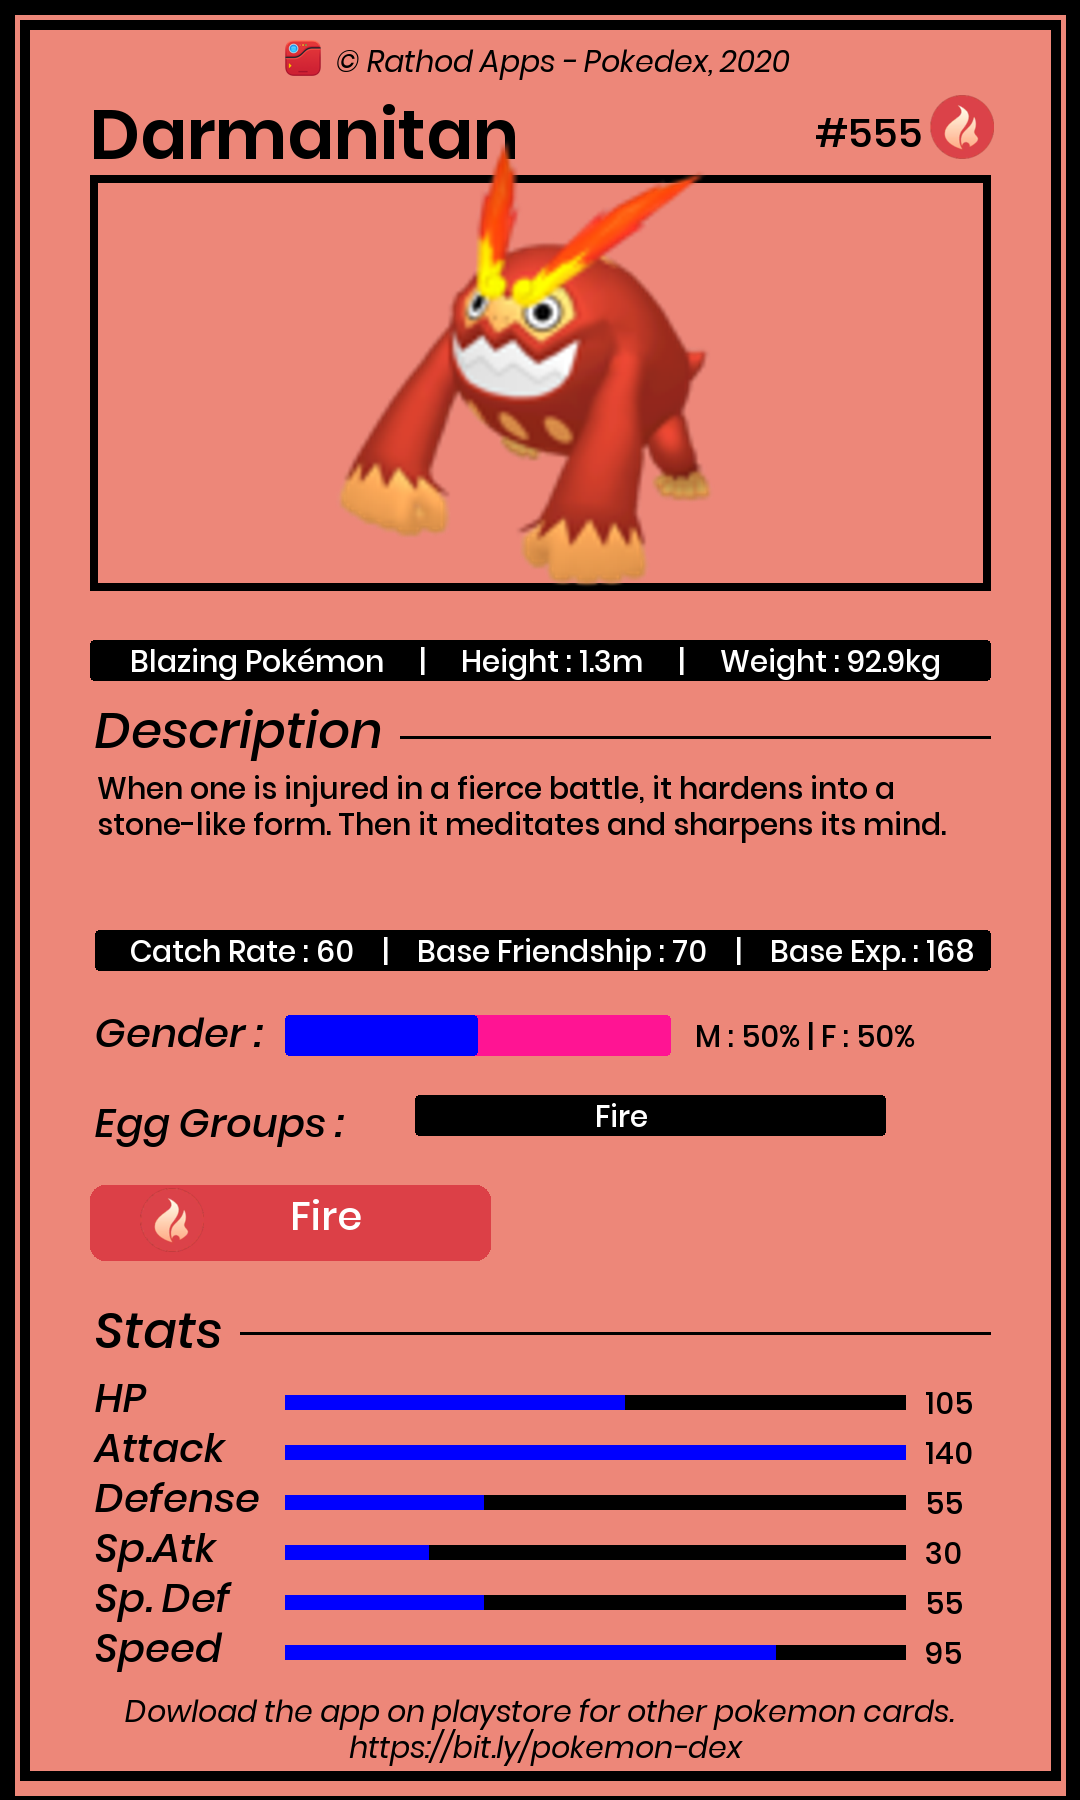 © Rathod Apps - Pokedex, 2020
Darmanitan #555
Blazing Pokémon | Height : 1.3m | Weight : 92.9kg
Description
When one is injured in a fierce battle, it hardens into a
stone-like form. Then it meditates and sharpens its mind.
Catch Rate : 60 | Base Friendship : 70 | Base Exp. : 168
Gender : M : 50% | F : 50%
Egg Groups : Fire
Fire
Stats
HP 105
Attack 140
Defense 55
Sp.Atk 30
Sp. Def 55
Speed 95
Dowload the app on playstore for other pokemon cards.
https://bit.ly/pokemon-dex